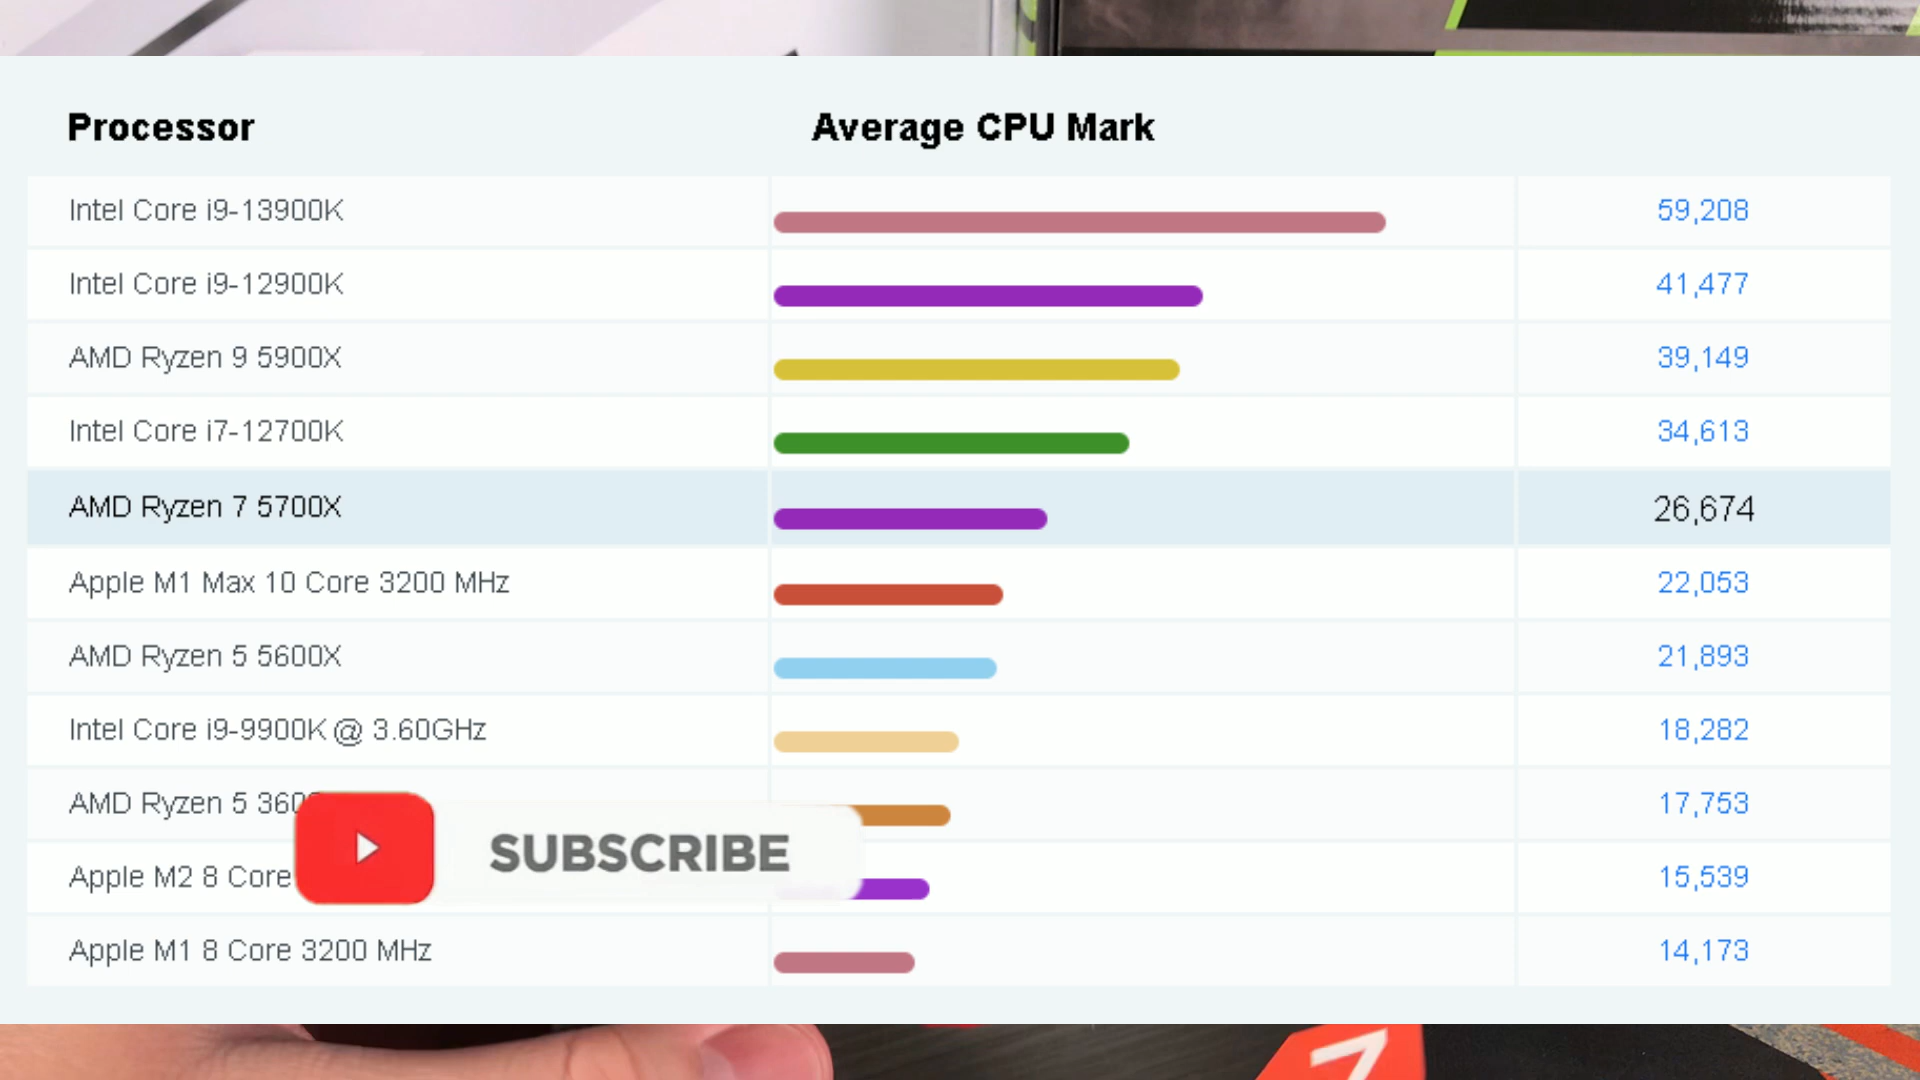 Processor Average CPU Mark
Intel Core i9-13900K 59,208
Intel Core i9-12900K 41,477
AMD Ryzen 9 5900X 39,149
Intel Core i7-12700K 34,613
AMD Ryzen 7 5700X 26,674
Apple M1 Max 10 Core 3200 MHz 22,053
AMD Ryzen 5 5600X 21,893
Intel Core i9-9900K @ 3.60GHz 18,282
AMD Ryzen 5 17,753
SUBSCRIBE
Apple M2 8 Core 15,539
Apple M1 8 Core 3200 MHz 14,173
7